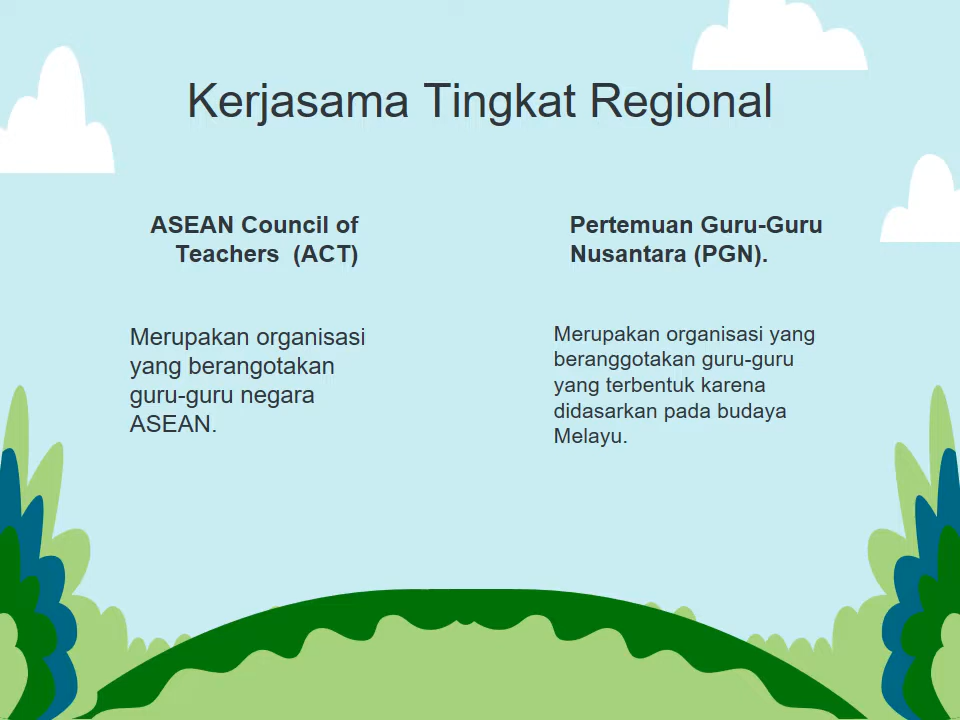 Kerjasama Tingkat Regional
ASEAN Council of
Teachers (ACT)
Merupakan organisasi
yang berangotakan
guru-guru negara
ASEAN.
Pertemuan Guru-Guru
Nusantara (PGN).
Merupakan organisasi yang
beranggotakan guru-guru
yang terbentuk karena
didasarkan pada budaya
Melayu.